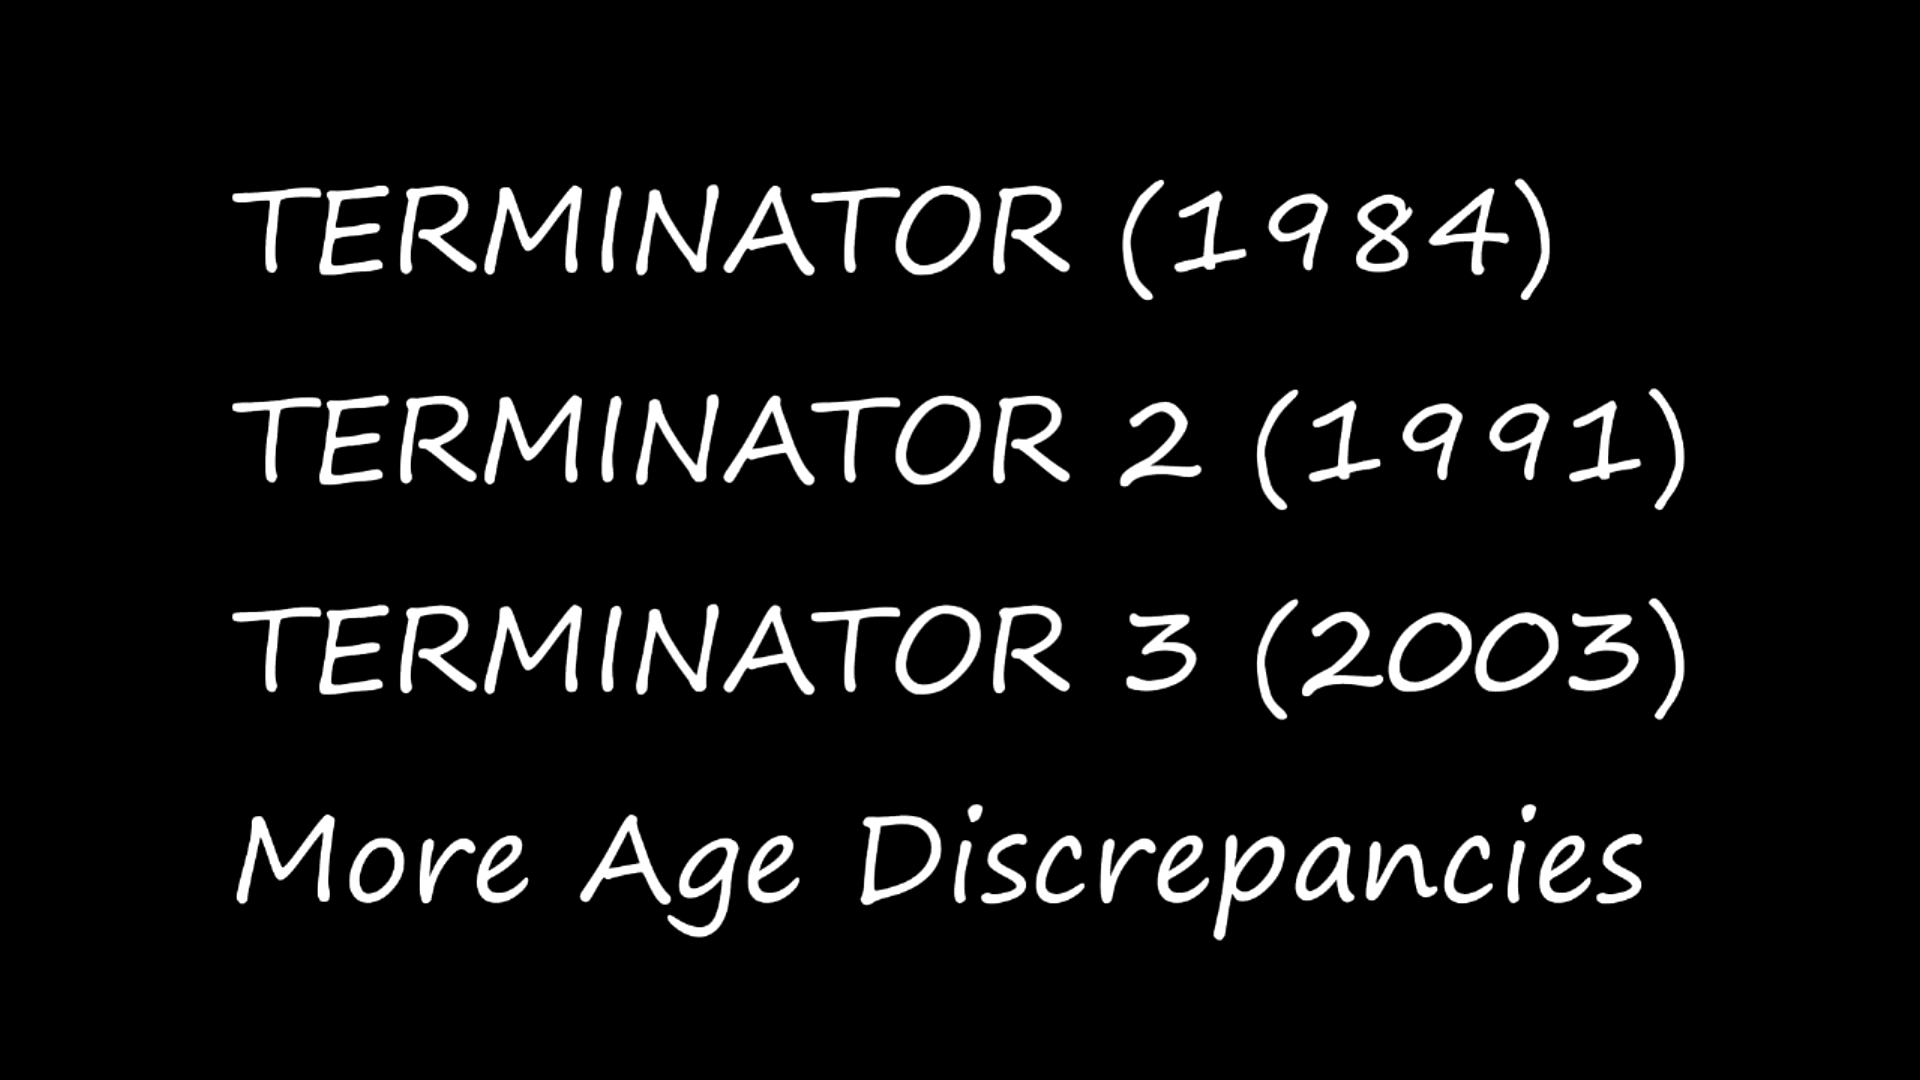 TERMINATOR (1984)
TERMINATOR 2 (1991)
TERMINATOR 3 (2003)
More Age Discrepancies